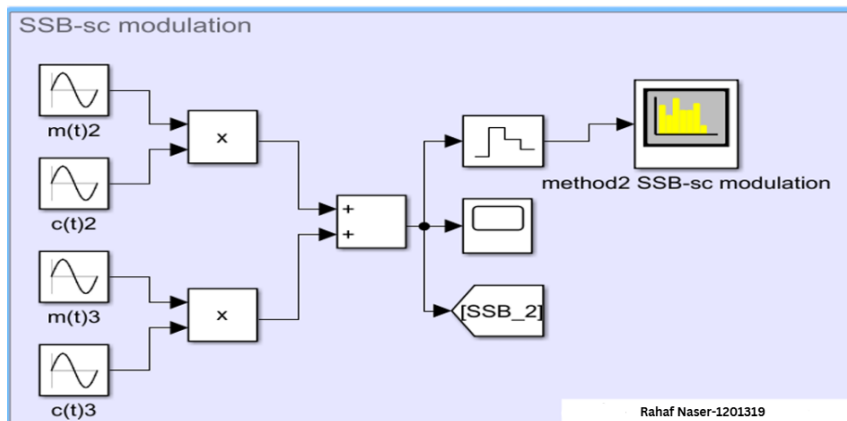 SSB-sc modulation
m(t)2
×
c(t)2
+
+
m(t)3
×
c(t)3
method2 SSB-sc modulation
[SSB_2]
Rahaf Naser-1201319